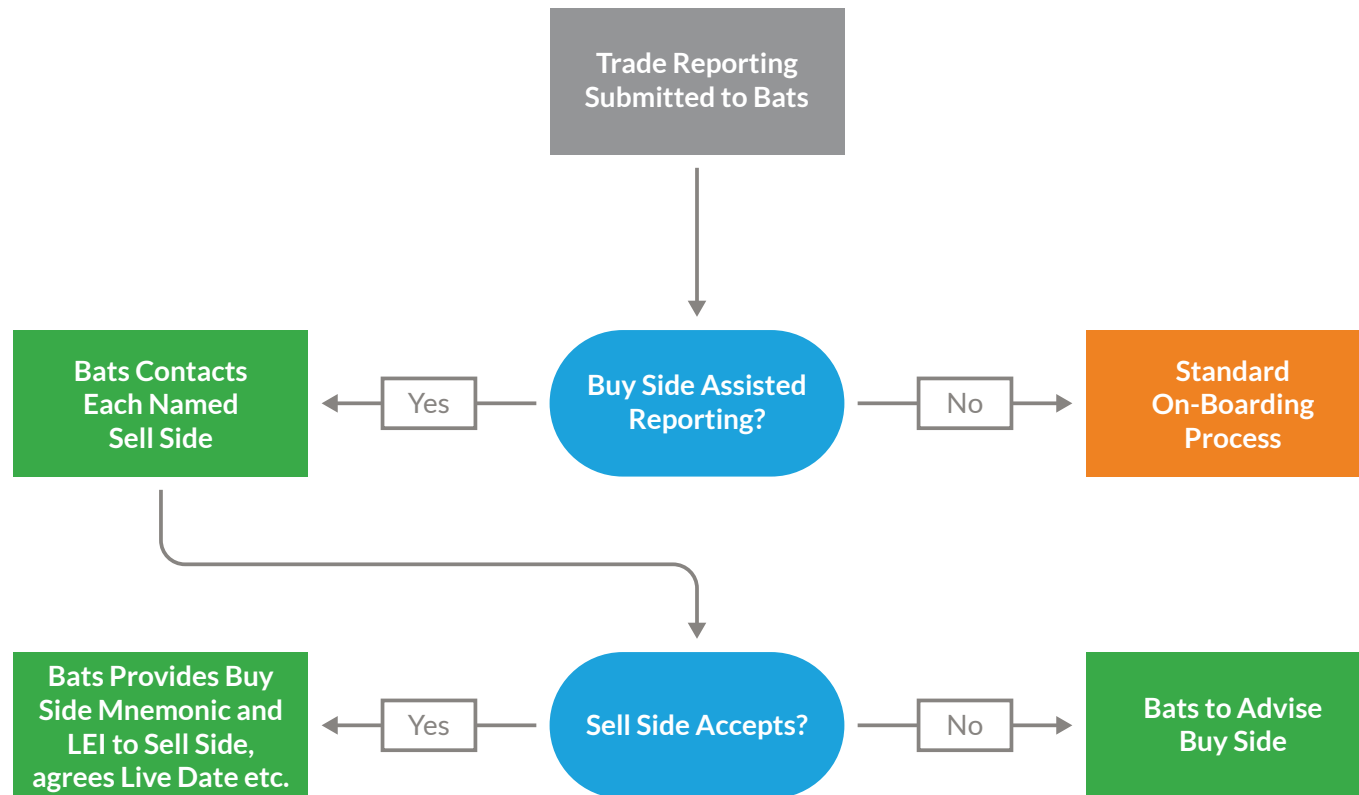 Trade Reporting
Submitted to Bats
Bats Contacts
Each Named
Sell Side
Yes
Buy Side Assisted
Reporting?
No
Standard
On-Boarding
Process
Bats Provides Buy
Side Mnemonic and
LEI to Sell Side,
agrees Live Date etc.
Yes
Sell Side Accepts?
No
Bats to Advise
Buy Side